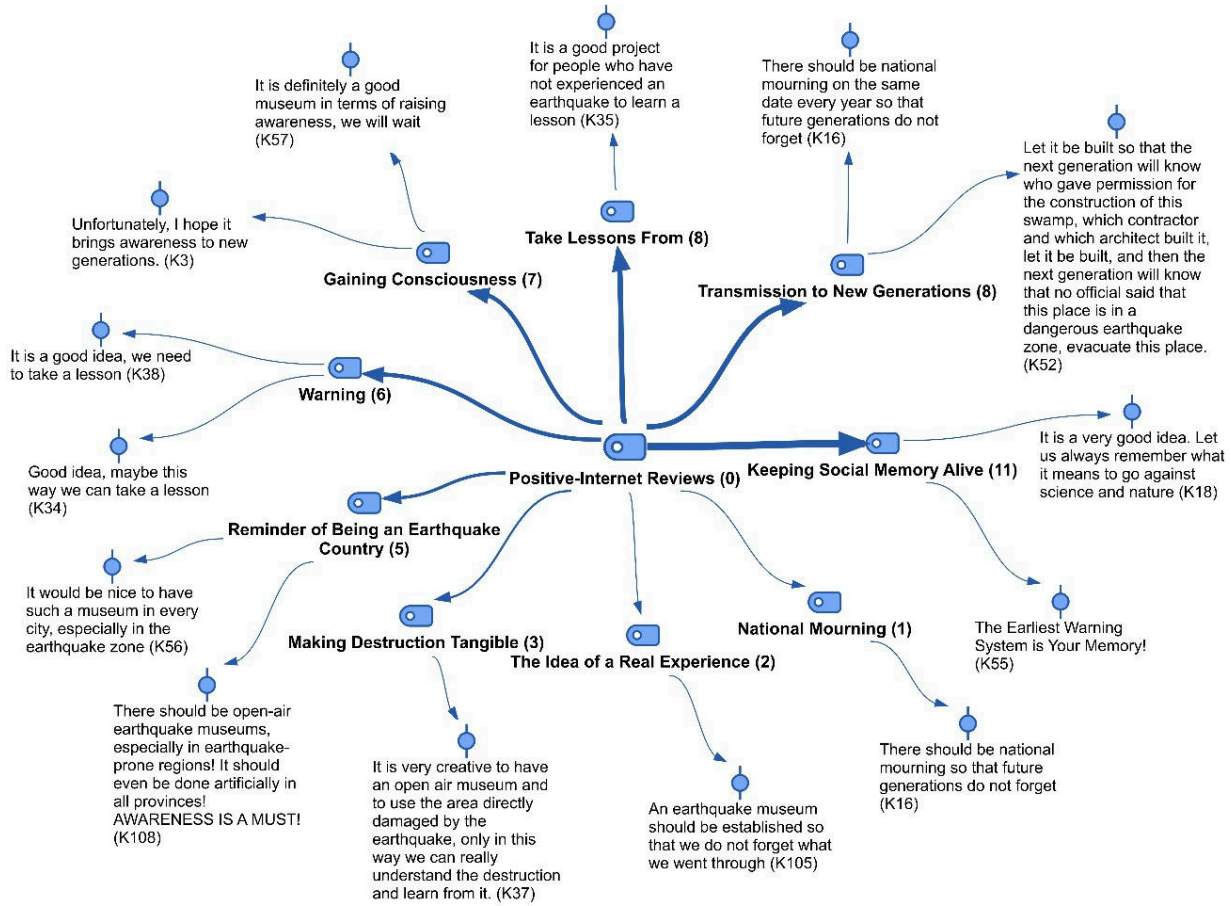 It is a good project
for people who have
not experienced an
earthquake to learn a
lesson (K35)
There should be national
mourning on the same
date every year so that
future generations do not
forget (K16)
It is definitely a good
museum in terms of raising
awareness, we will wait
(K57)
Let it be built so that the
next generation will know
who gave permission for
the construction of this
swamp, which contractor
and which architect built it,
let it be built, and then the
next generation will know
that no official said that
this place is in a
dangerous earthquake
zone, evacuate this place.
(K52)
Unfortunately, I hope it
brings awareness to new
generations. (K3)
Take Lessons From (8)
Gaining Consciousness (7)
Transmission to New Generations (8)
It is a good idea, we need
to take a lesson (K38)
Warning (6)
It is a very good idea. Let
us always remember what
it means to go against
science and nature (K18)
Good idea, maybe this
way we can take a lesson
(K34)
Positive-Internet Reviews (0)
Keeping Social Memory Alive (11)
Reminder of Being an Earthquake
Country (5)
It would be nice to have
such a museum in every
city, especially in the
earthquake zone (K56)
Making Destruction Tangible (3)
The Idea of a Real Experience (2)
National Mourning (1)
The Earliest Warning
System is Your Memory!
(K55)
There should be open-air
earthquake museums,
especially in earthquake-
prone regions! It should
even be done artificially in
all provinces!
AWARENESS IS A MUST!
(K108)
It is very creative to have
an open air museum and
to use the area directly
damaged by the
earthquake, only in this
way we can really
understand the destruction
and learn from it. (K37)
An earthquake museum
should be established so
that we do not forget what
we went through (K105)
There should be national
mourning so that future
generations do not forget
(K16)